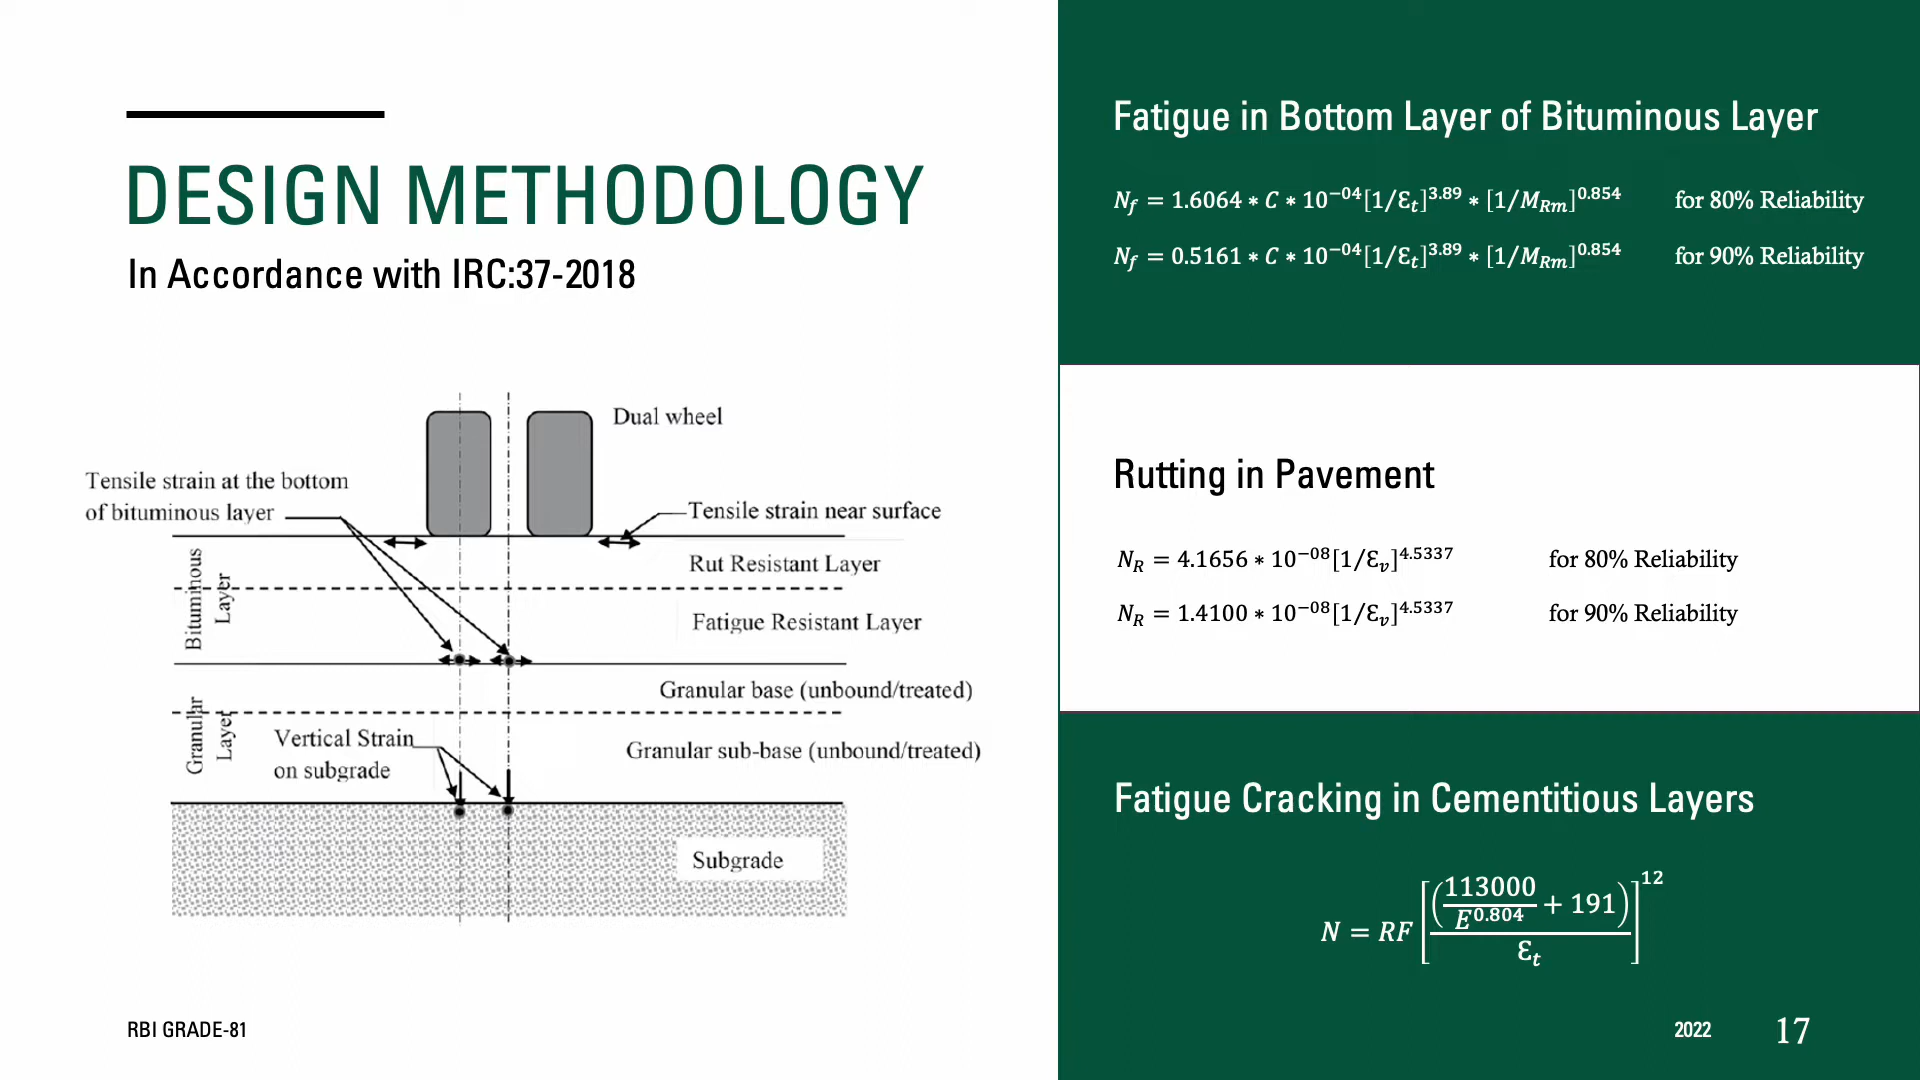 DESIGN METHODOLOGY
In Accordance with IRC:37-2018
Dual wheel
Tensile strain at the bottom
of bituminous layer
Tensile strain near surface
Bituminous
Layer
Rut Resistant Layer
Fatigue Resistant Layer
Granular
Layer
Granular base (unbound/treated)
Vertical Strain
on subgrade
Granular sub-base (unbound/treated)
Subgrade
RBI GRADE-81
Fatigue in Bottom Layer of Bituminous Layer
N_f = 1.6064 * C * 10^{-04}[1/Ɛ_t]^{3.89} * [1/M_{Rm}]^{0.854} for 80% Reliability
N_f = 0.5161 * C * 10^{-04}[1/Ɛ_t]^{3.89} * [1/M_{Rm}]^{0.854} for 90% Reliability
Rutting in Pavement
N_R = 4.1656 * 10^{-08}[1/Ɛ_v]^{4.5337} for 80% Reliability
N_R = 1.4100 * 10^{-08}[1/Ɛ_v]^{4.5337} for 90% Reliability
Fatigue Cracking in Cementitious Layers
N = RF [(113000/E^{0.804} + 191)/Ɛ_t]^{12}
2022 17